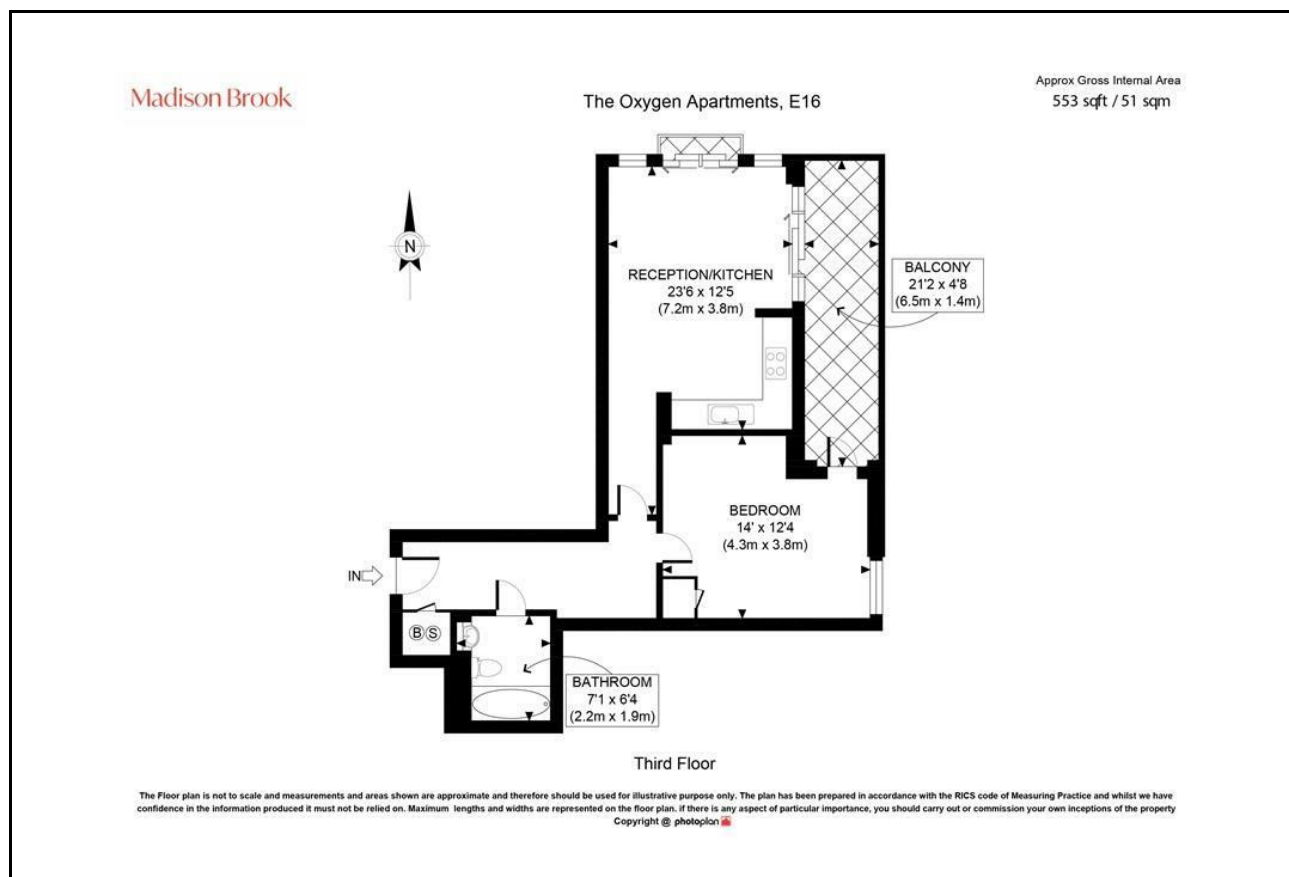 Madison Brook
The Oxygen Apartments, E16
Approx Gross Internal Area
553 sqft / 51 sqm
N
RECEPTION/KITCHEN
23'6 x 12'5
(7.2m x 3.8m)
BALCONY
21'2 x 4'8
(6.5m x 1.4m)
BEDROOM
14' x 12'4
(4.3m x 3.8m)
IN
B S
BATHROOM
7'1 x 6'4
(2.2m x 1.9m)
Third Floor
The Floor plan is not to scale and measurements and areas shown are approximate and therefore should be used for illustrative purpose only. The plan has been prepared in accordance with the RICS code of Measuring Practice and whilst we have
confidence in the information produced it must not be relied on. Maximum lengths and widths are represented on the floor plan. if there is any aspect of particular importance, you should carry out or commission your own inceptions of the property
Copyright @ photoplan